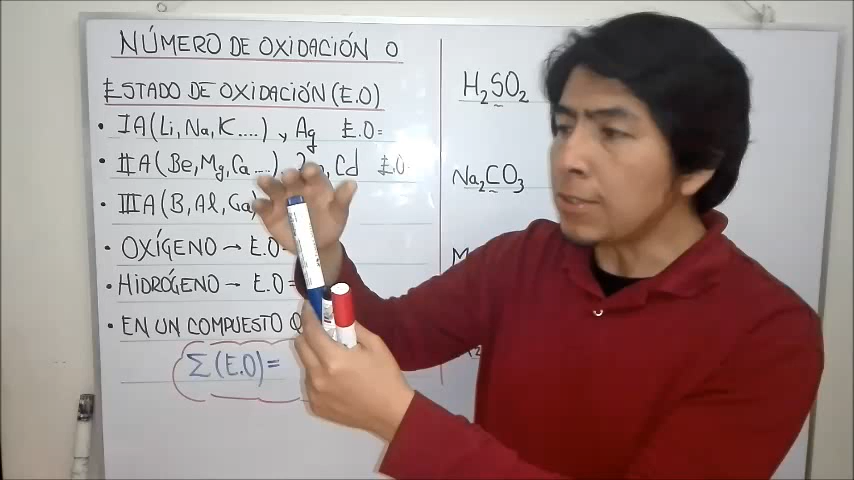 NÚMERO DE OXIDACIÓN O
ESTADO DE OXIDACIÓN (E.O)
• IA (Li, Na, K....) y Ag E.O=
• IIA (Be, Mg, Ca....), Cd E.O
• IIIA (B, Al, Ga)
• OXÍGENO → E.O=
• HIDRÓGENO → E.O=
• EN UN COMPUESTO
Σ(E.O)=
H2SO2
Na2CO3